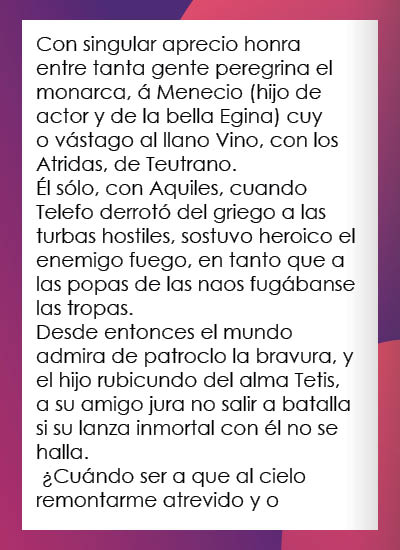 Con singular aprecio honra
entre tanta gente peregrina el
monarca, á Menecio (hijo de
actor y de la bella Egina) cuy
o vástago al llano Vino, con los
Atridas, de Teutrano.
Él sólo, con Aquiles, cuando
Telefo derrotó del griego a las
turbas hostiles, sostuvo heroico el
enemigo fuego, en tanto que a
las popas de las naos fugábanse
las tropas.
Desde entonces el mundo
admira de patroclo la bravura, y
el hijo rubicundo del alma Tetis,
a su amigo jura no salir a batalla
si su lanza inmortal con él no se
halla.
¿Cuándo ser a que al cielo
remontarme atrevido y o